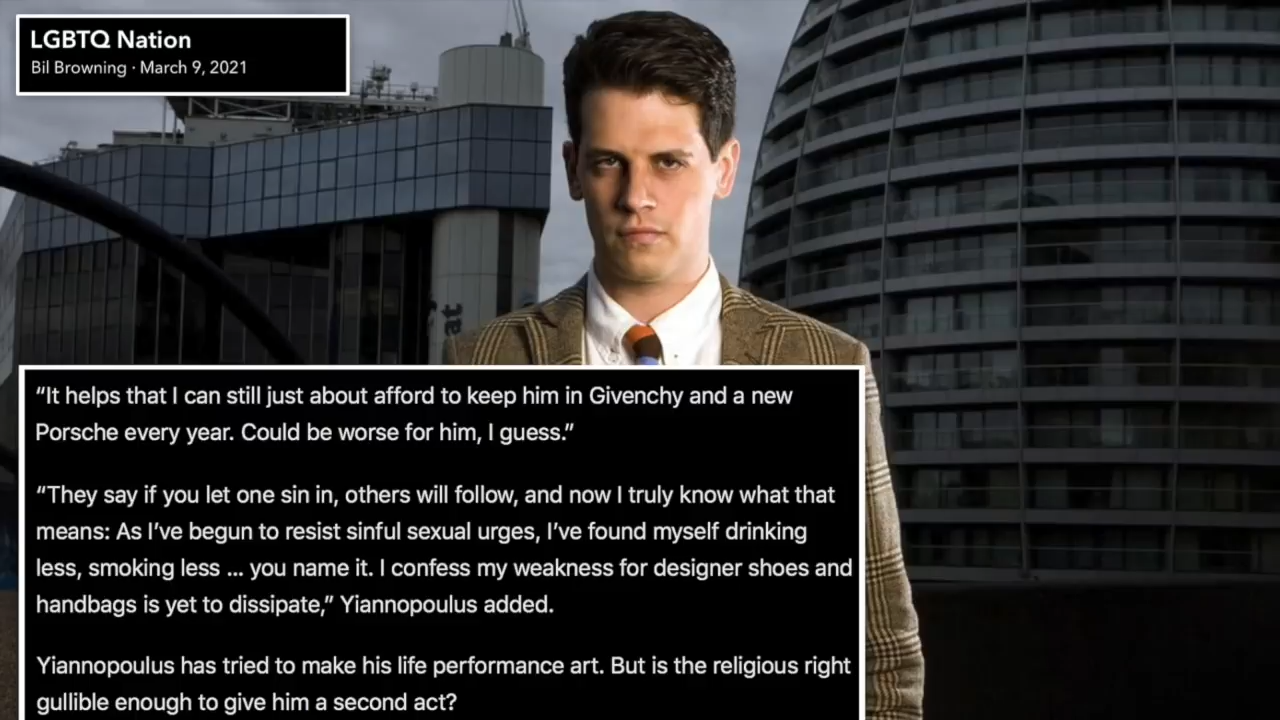 LGBTQ Nation
Bil Browning · March 9, 2021
at
“It helps that I can still just about afford to keep him in Givenchy and a new
Porsche every year. Could be worse for him, I guess.”
“They say if you let one sin in, others will follow, and now I truly know what that
means: As I’ve begun to resist sinful sexual urges, I’ve found myself drinking
less, smoking less ... you name it. I confess my weakness for designer shoes and
handbags is yet to dissipate,” Yiannopoulus added.
Yiannopoulus has tried to make his life performance art. But is the religious right
gullible enough to give him a second act?